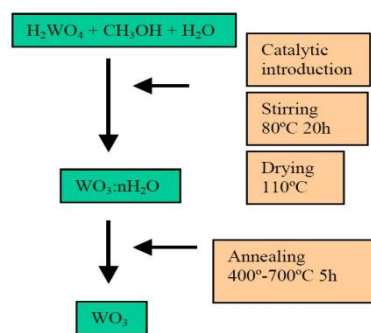 H₂WO₄ + CH₃OH + H₂O
Catalytic
introduction
Stirring
80ºC 20h
Drying
110ºC
WO₃:nH₂O
Annealing
400º-700ºC 5h
WO₃